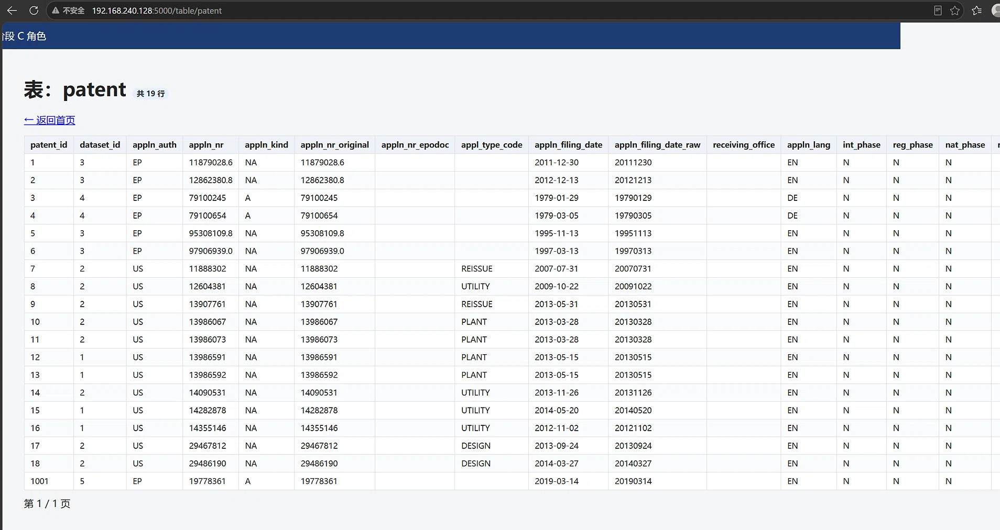 不安全 192.168.240.128:5000/table/patent
段 C 角色
表：patent 共 19 行
← 返回首页
patent_id dataset_id appln_auth appln_nr appln_kind appln_nr_original appln_nr_epodoc appl_type_code appln_filing_date appln_filing_date_raw receiving_office appln_lang int_phase reg_phase nat_phase
1 3 EP 11879028.6 NA 11879028.6 2011-12-30 20111230 EN N N N
2 3 EP 12862380.8 NA 12862380.8 2012-12-13 20121213 EN N N N
3 4 EP 79100245 A 79100245 1979-01-29 19790129 DE N N N
4 4 EP 79100654 A 79100654 1979-03-05 19790305 DE N N N
5 3 EP 95308109.8 NA 95308109.8 1995-11-13 19951113 EN N N N
6 3 EP 97906939.0 NA 97906939.0 1997-03-13 19970313 EN N N N
7 2 US 11888302 NA 11888302 REISSUE 2007-07-31 20070731 EN N N N
8 2 US 12604381 NA 12604381 UTILITY 2009-10-22 20091022 EN N N N
9 2 US 13907761 NA 13907761 REISSUE 2013-05-31 20130531 EN N N N
10 2 US 13986067 NA 13986067 PLANT 2013-03-28 20130328 EN N N N
11 2 US 13986073 NA 13986073 PLANT 2013-03-28 20130328 EN N N N
12 1 US 13986591 NA 13986591 PLANT 2013-05-15 20130515 EN N N N
13 1 US 13986592 NA 13986592 PLANT 2013-05-15 20130515 EN N N N
14 2 US 14090531 NA 14090531 UTILITY 2013-11-26 20131126 EN N N N
15 1 US 14282878 NA 14282878 UTILITY 2014-05-20 20140520 EN N N N
16 1 US 14355146 NA 14355146 UTILITY 2012-11-02 20121102 EN N N N
17 2 US 29467812 NA 29467812 DESIGN 2013-09-24 20130924 EN N N N
18 2 US 29486190 NA 29486190 DESIGN 2014-03-27 20140327 EN N N N
1001 5 EP 19778361 A 19778361 2019-03-14 20190314 EN N N N
第 1 / 1 页